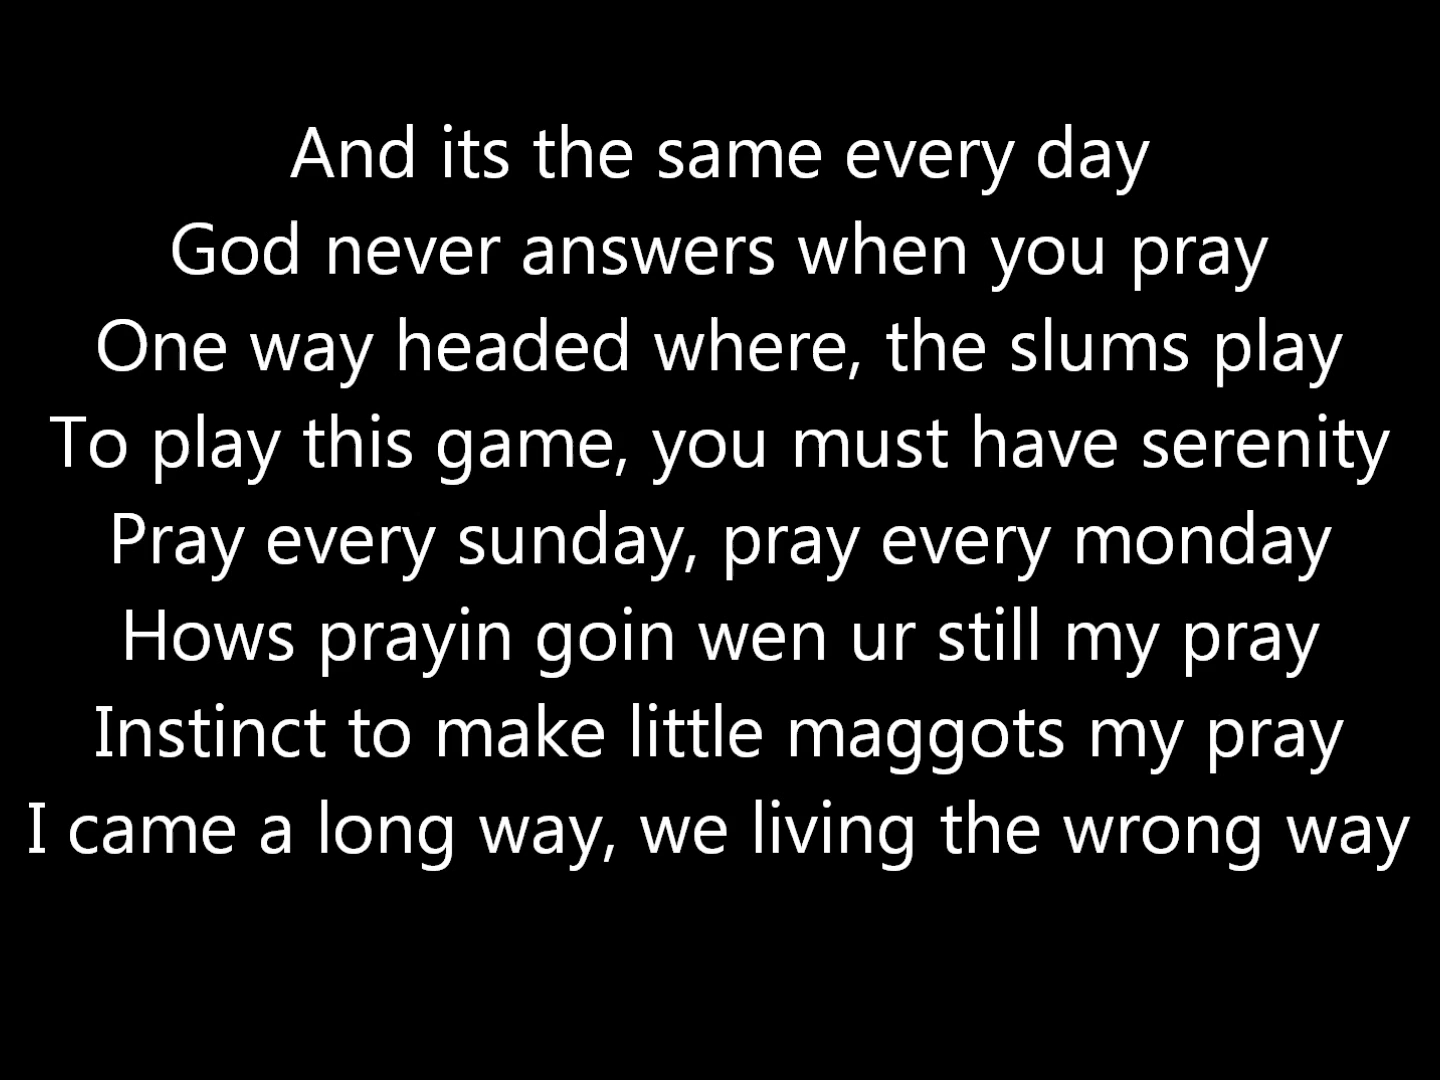 And its the same every day
God never answers when you pray
One way headed where, the slums play
To play this game, you must have serenity
Pray every sunday, pray every monday
Hows prayin goin wen ur still my pray
Instinct to make little maggots my pray
I came a long way, we living the wrong way